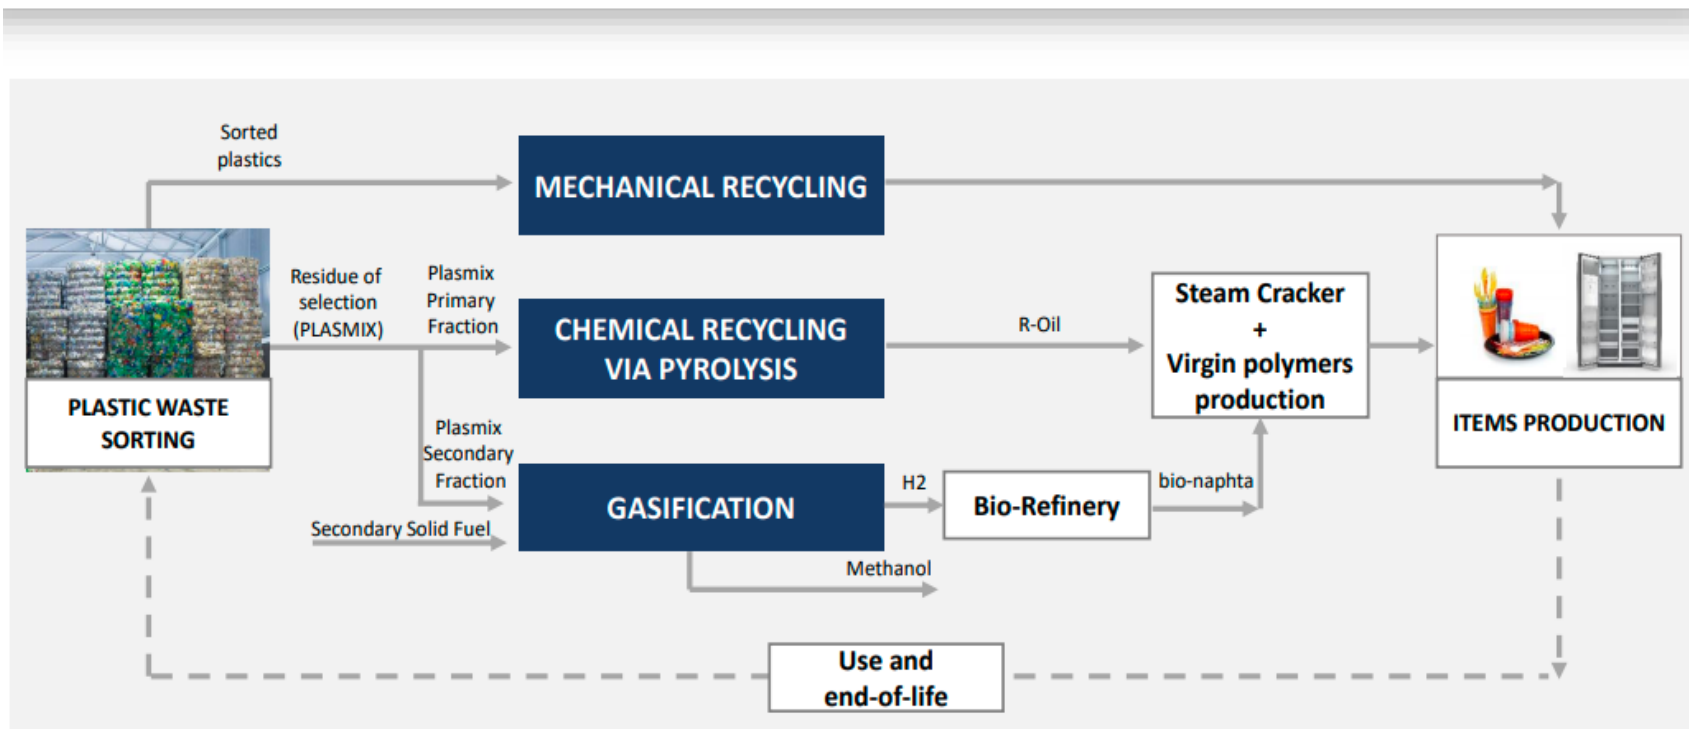 Sorted
plastics
MECHANICAL RECYCLING
Residue of
selection
(PLASMIX)
Plasmix
Primary
Fraction
CHEMICAL RECYCLING
VIA PYROLYSIS
R-Oil
Steam Cracker
+
Virgin polymers
production
PLASTIC WASTE
SORTING
ITEMS PRODUCTION
Plasmix
Secondary
Fraction
Secondary Solid Fuel
GASIFICATION
H2
Bio-Refinery
bio-naphta
Methanol
Use and
end-of-life